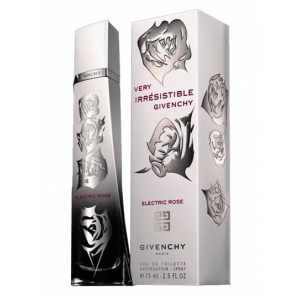 GIVENCHY
ELECTRIC ROSE
VERY
IRRÉSISTIBLE
GIVENCHY
ELECTRIC ROSE
GIVENCHY
PARIS
EAU DE TOILETTE
VAPORISATEUR - SPRAY
℮ 75 ml - 2.5 FL. OZ